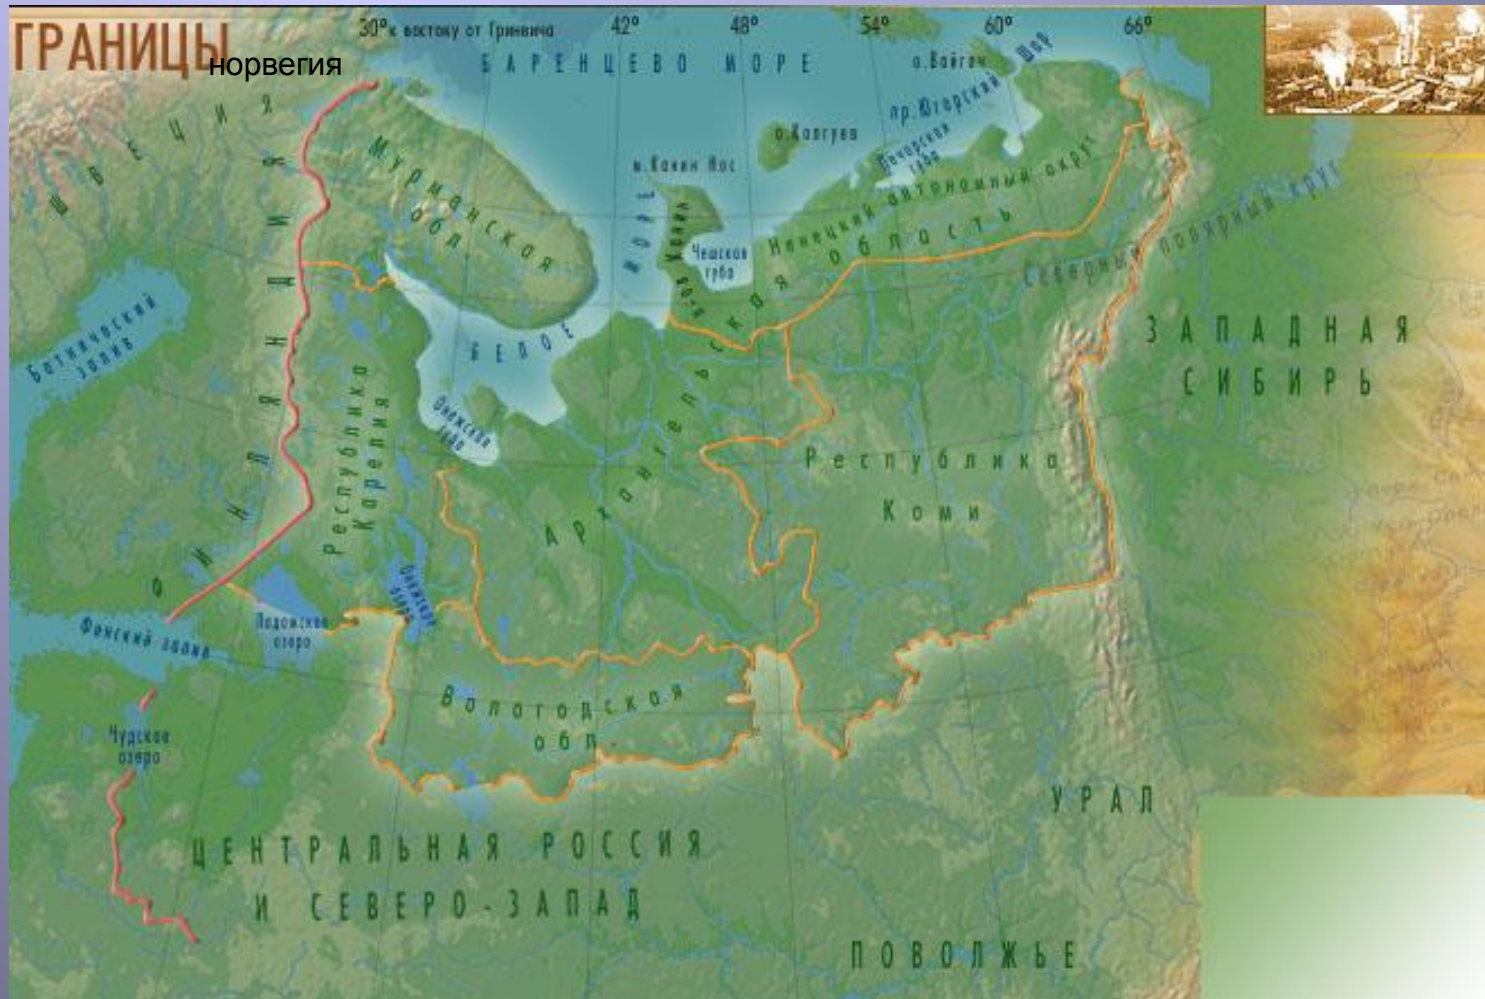 ГРАНИЦЫ
норвегия
30° к востоку от Гринвича 42° 48° 54° 60° 66°
БАРЕНЦЕВО МОРЕ
о.Вайгач
пр.Югорский Шар
о.Колгуев
Печорская
губа
м.Канин Нос
ШВЕЦИЯ
ФИНЛЯНДИЯ
Мурманская
обл.
МОРЕ
п-ов Канин
Чешская
губа
Ненецкий автономный округ
Северный полярный круг
Ботнический
залив
БЕЛОЕ
Онежская
губа
Республика
Карелия
Архангельская область
Республика
Коми
ЗАПАДНАЯ
СИБИРЬ
Онежское
озеро
Ладожское
озеро
Финский залив
Вологодская
обл.
Чудское
озеро
УРАЛ
ЦЕНТРАЛЬНАЯ РОССИЯ
И СЕВЕРО-ЗАПАД
ПОВОЛЖЬЕ